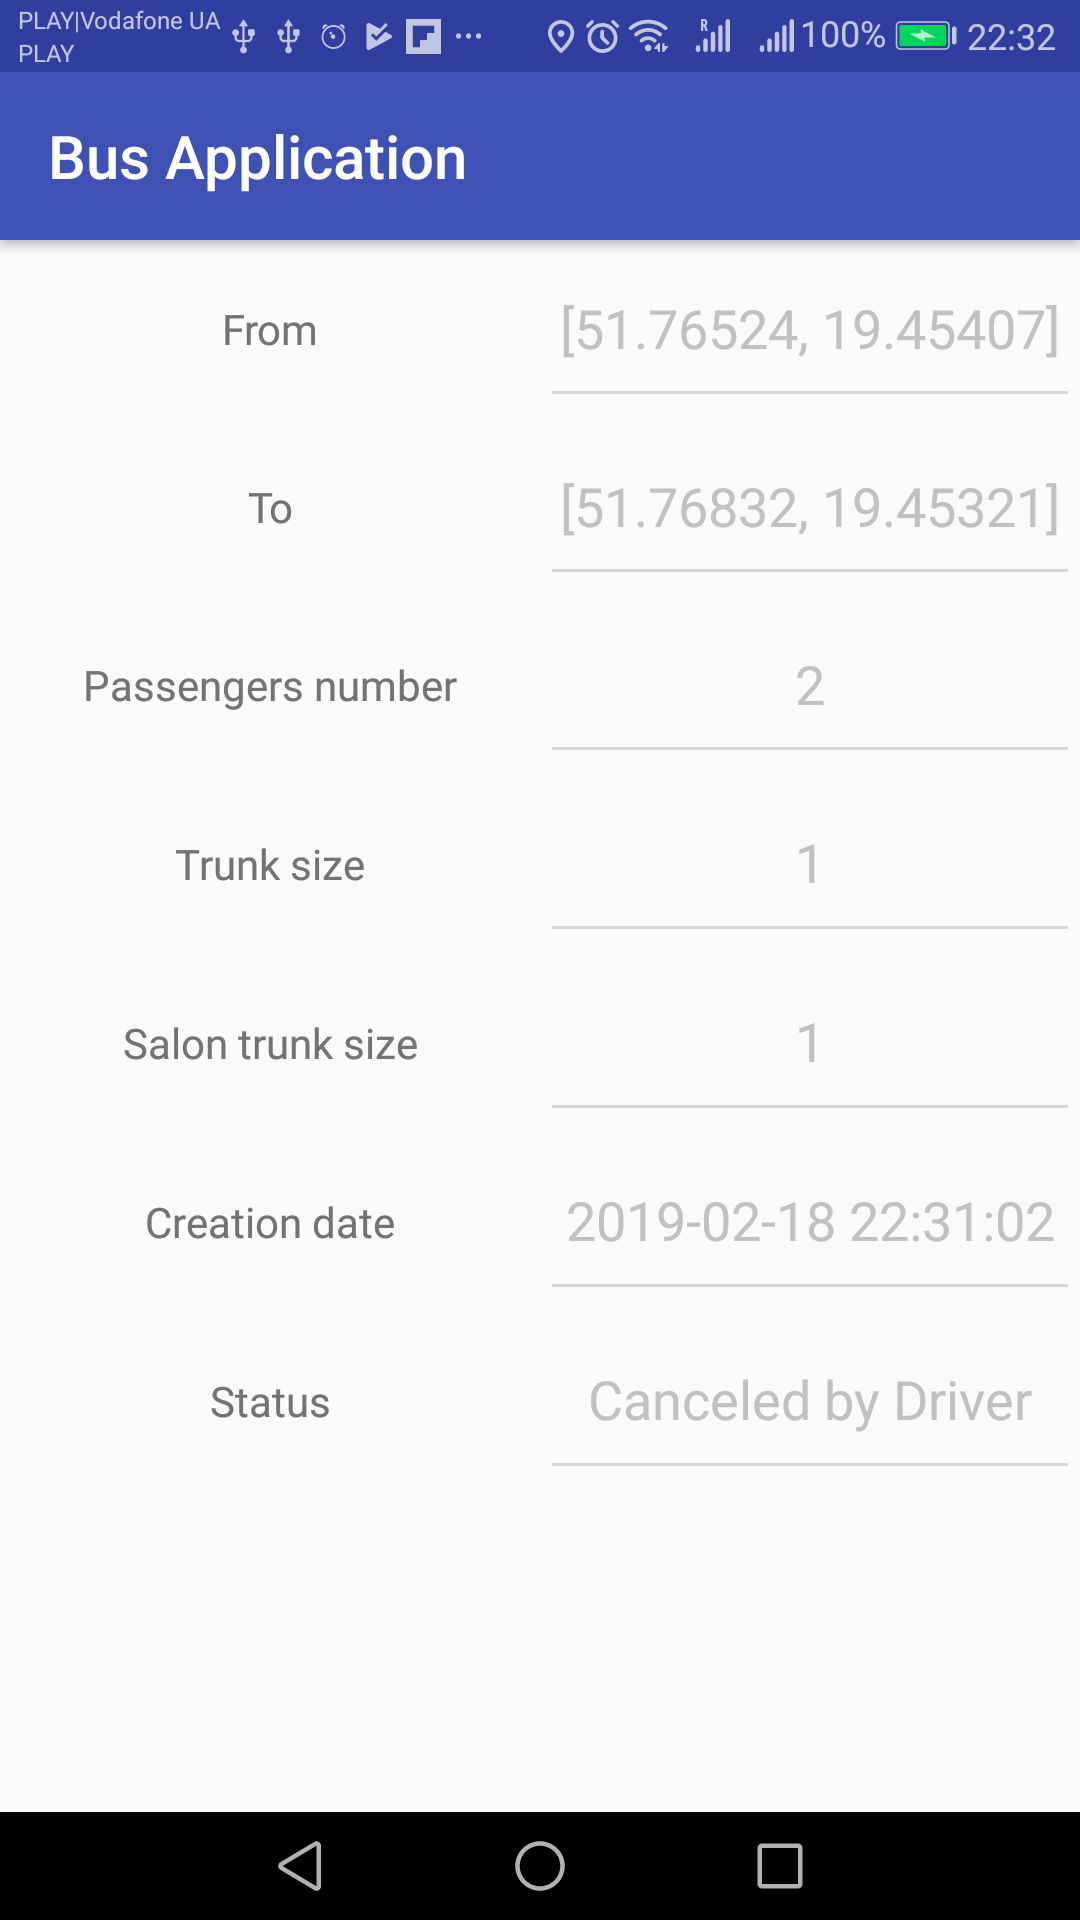 PLAY|Vodafone UA
PLAY
R
100%
22:32
Bus Application
From
[51.76524, 19.45407]
To
[51.76832, 19.45321]
Passengers number
2
Trunk size
1
Salon trunk size
1
Creation date
2019-02-18 22:31:02
Status
Canceled by Driver